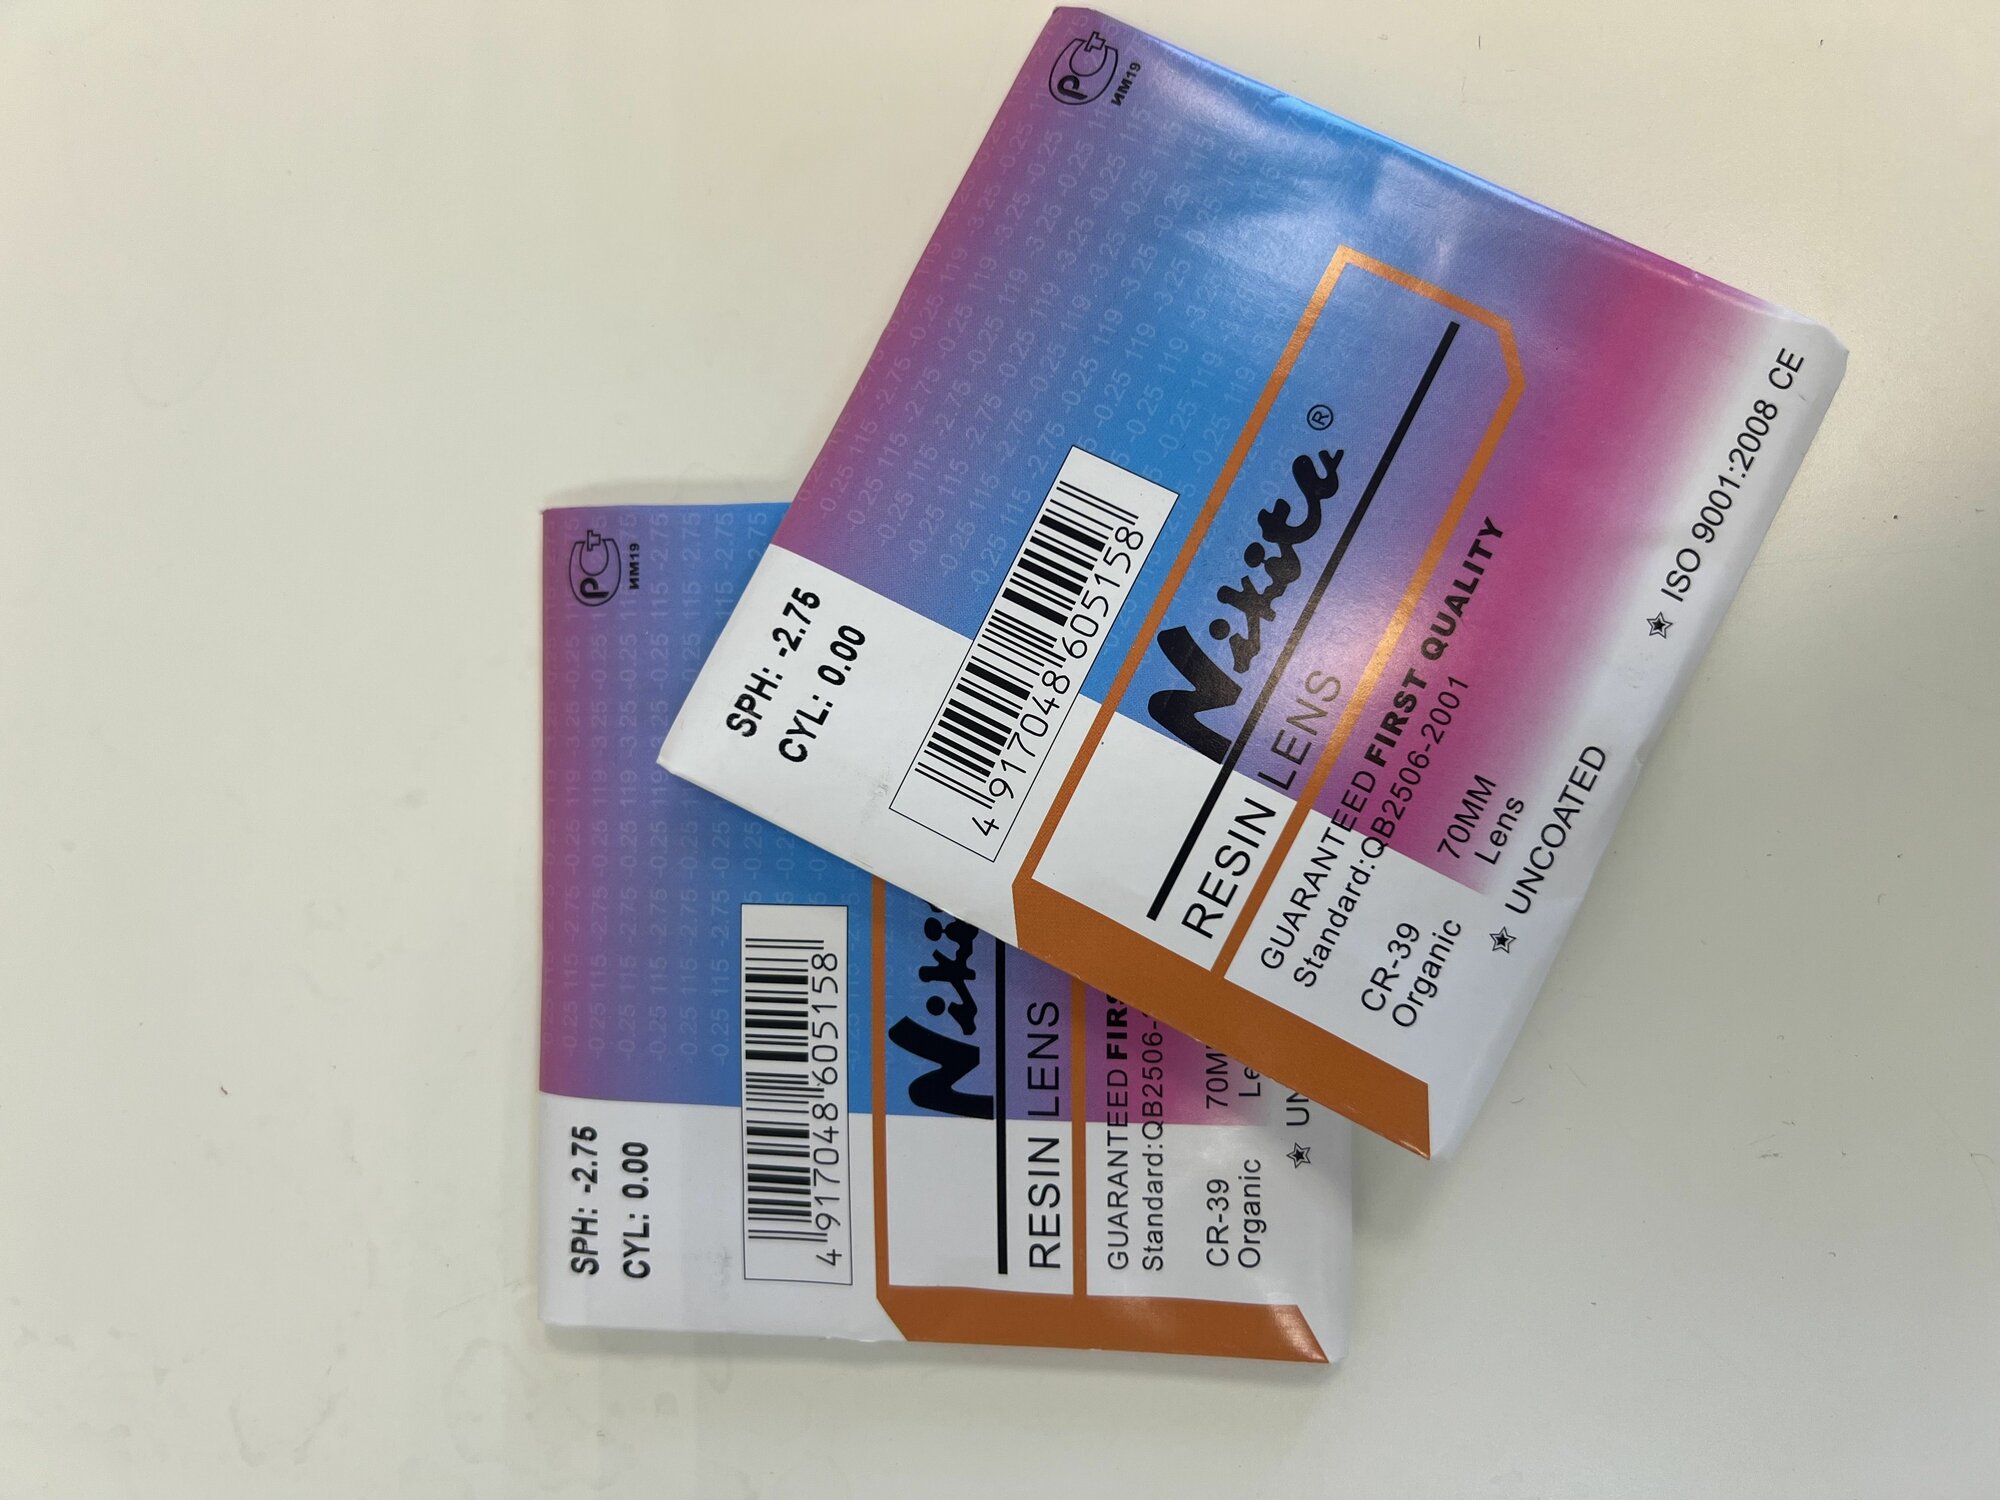 SPH: -2.75
CYL: 0.00
РСТ
ИМ19
4 917048 605158
Nikita ®
RESIN LENS
GUARANTEED FIRST QUALITY
Standard:QB2506-2001
CR-39 70MM
Organic Lens
☆ UNCOATED ☆ ISO 9001:2008 CE
SPH: -2.75
CYL: 0.00
РСТ
ИМ19
4 917048 605158
RESIN LENS
GUARANTEED
Standard:QB2506-
CR-39
Organic